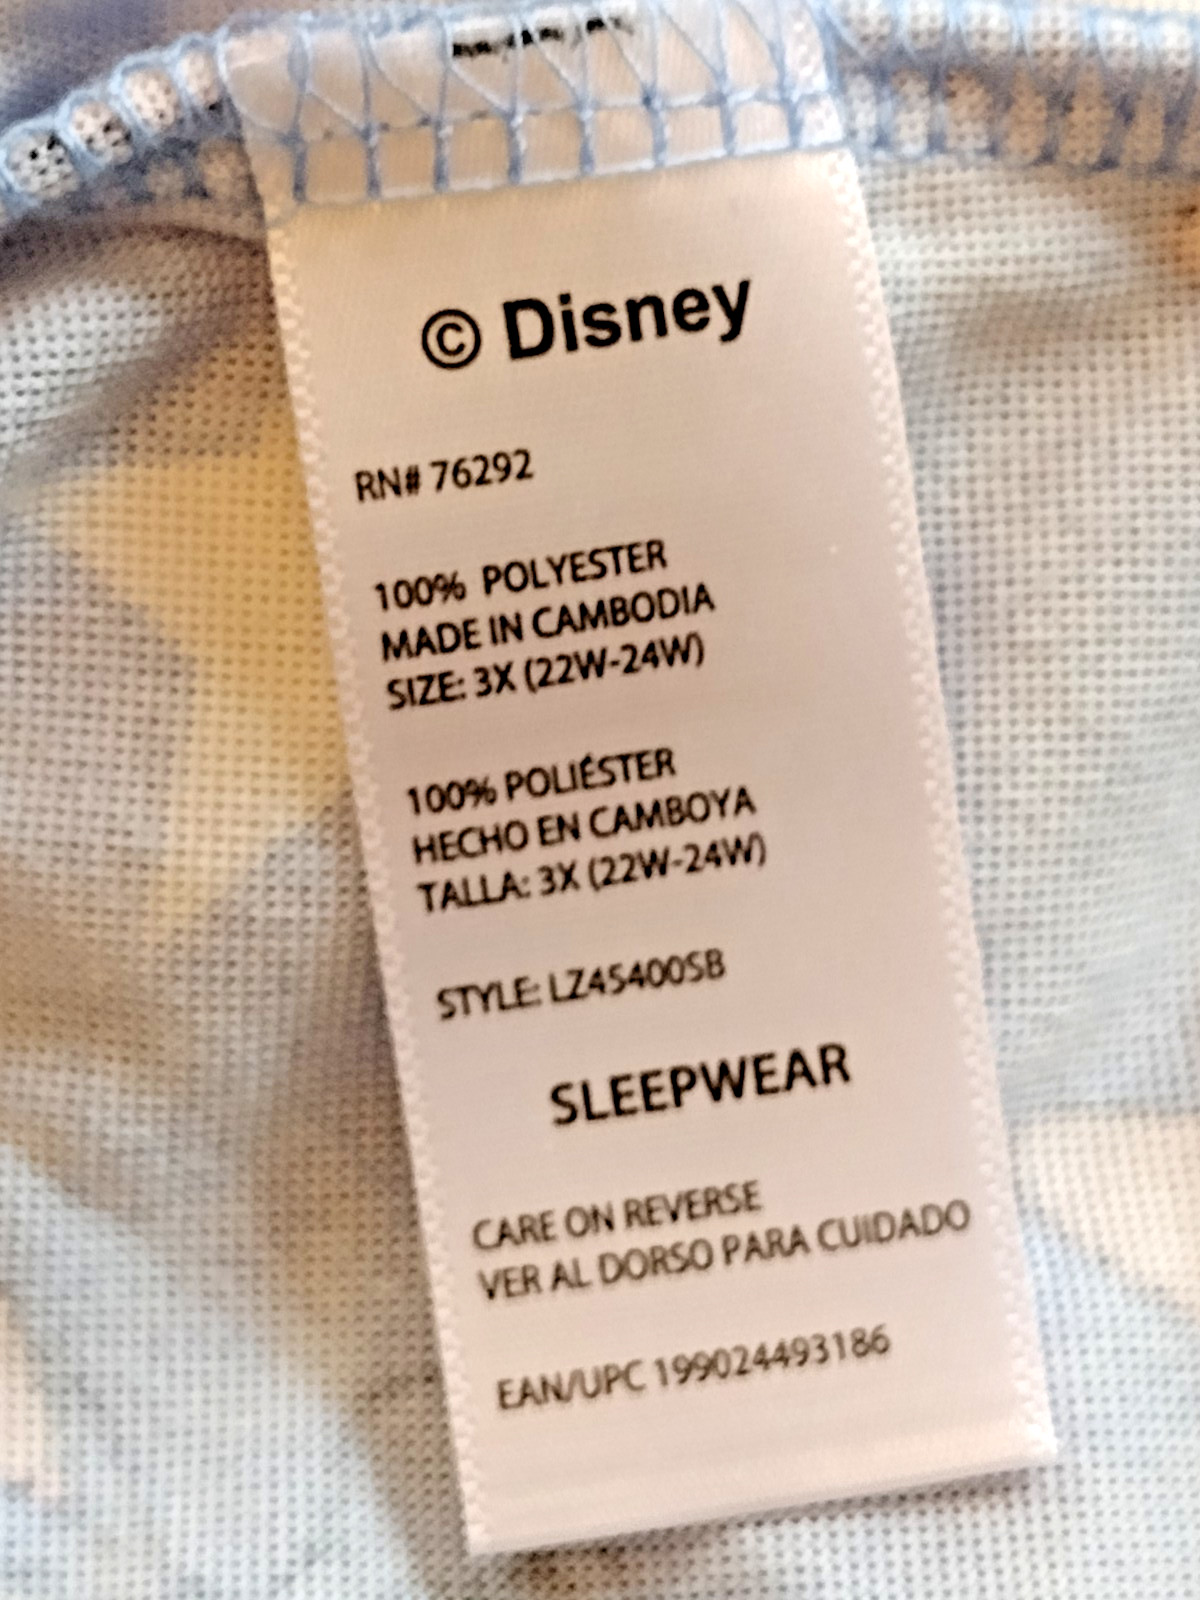 © Disney
RN# 76292
100% POLYESTER
MADE IN CAMBODIA
SIZE: 3X (22W-24W)
100% POLIÉSTER
HECHO EN CAMBOYA
TALLA: 3X (22W-24W)
STYLE: LZ45400SB
SLEEPWEAR
CARE ON REVERSE
VER AL DORSO PARA CUIDADO
EAN/UPC 199024493186